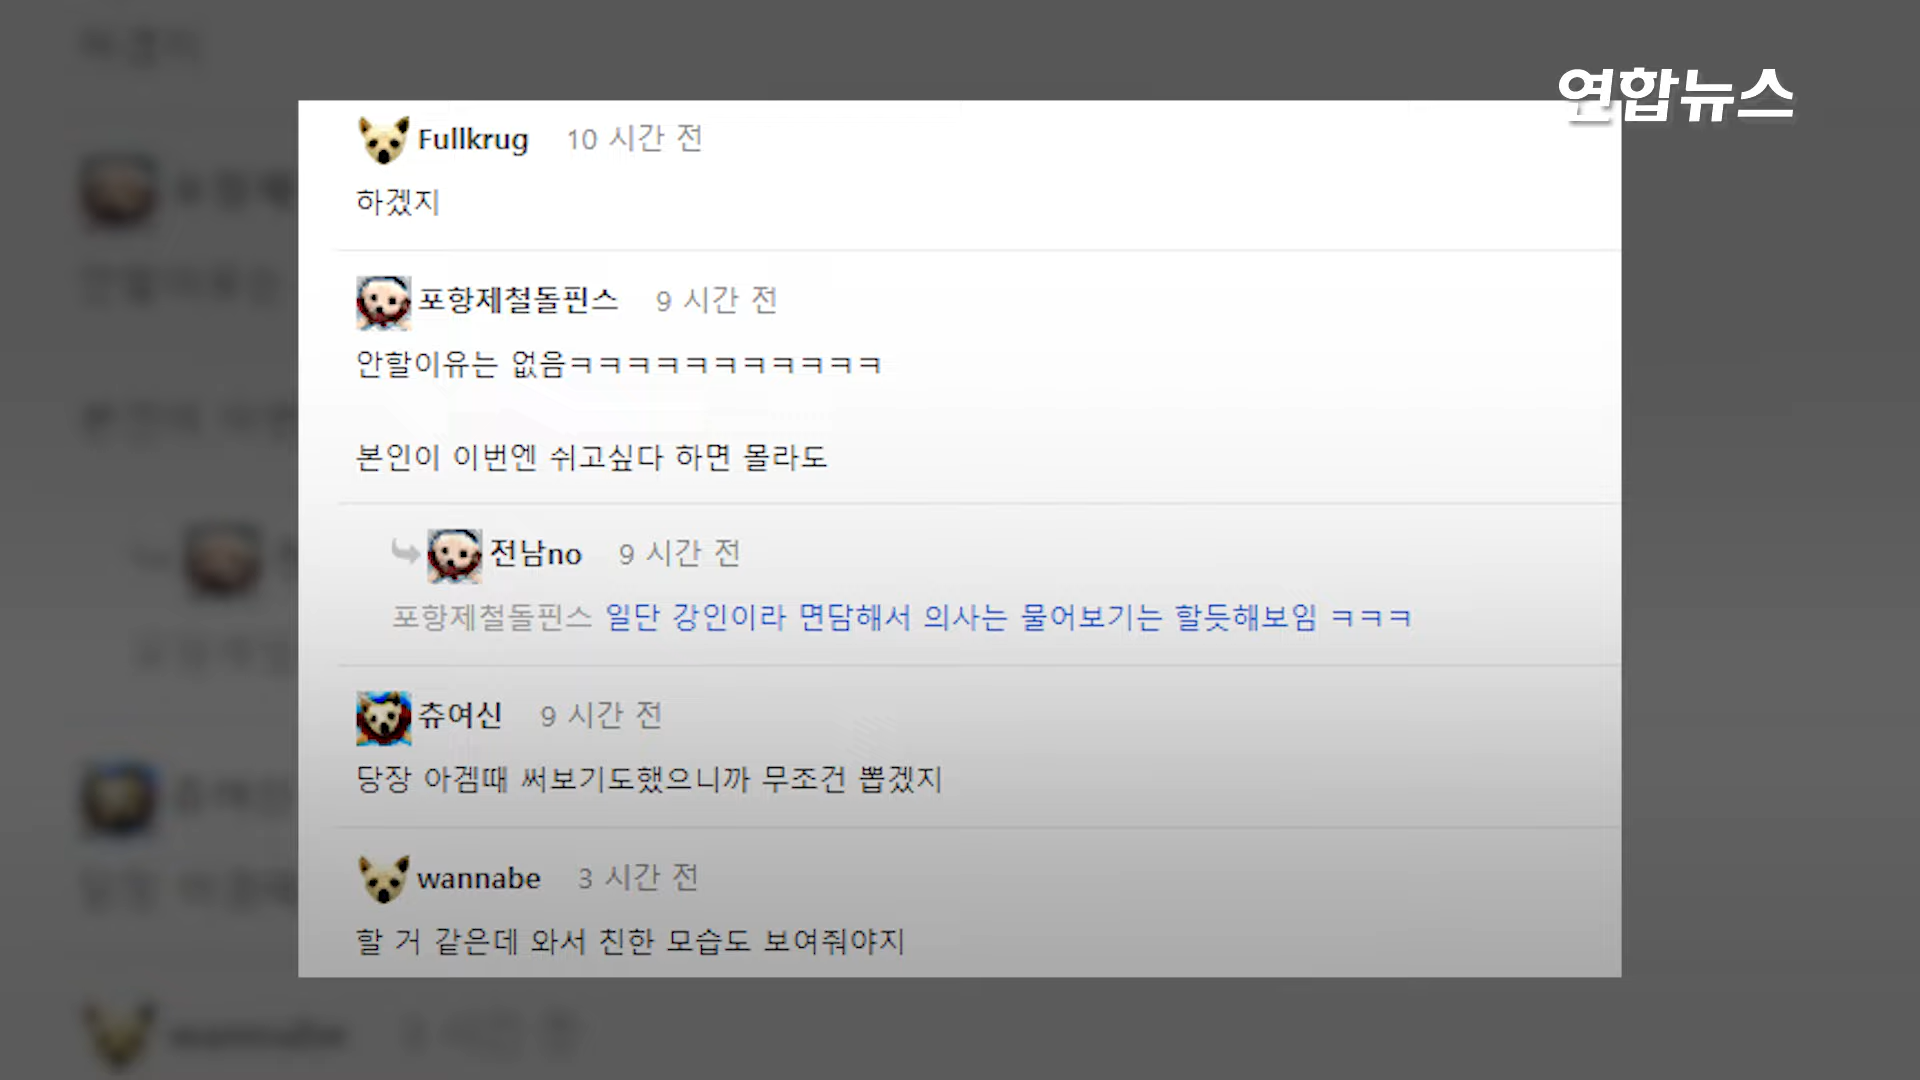 연합뉴스
Fullkrug 10 시간 전
하겠지
포항제철돌핀스 9 시간 전
안할이유는 없음ㅋㅋㅋㅋㅋㅋㅋㅋㅋㅋㅋ
본인이 이번엔 쉬고싶다 하면 몰라도
전남no 9 시간 전
포항제철돌핀스 일단 강인이라 면담해서 의사는 물어보기는 할듯해보임 ㅋㅋㅋ
츄여신 9 시간 전
당장 아겜때 써보기도했으니까 무조건 뽑겠지
wannabe 3 시간 전
할 거 같은데 와서 친한 모습도 보여줘야지